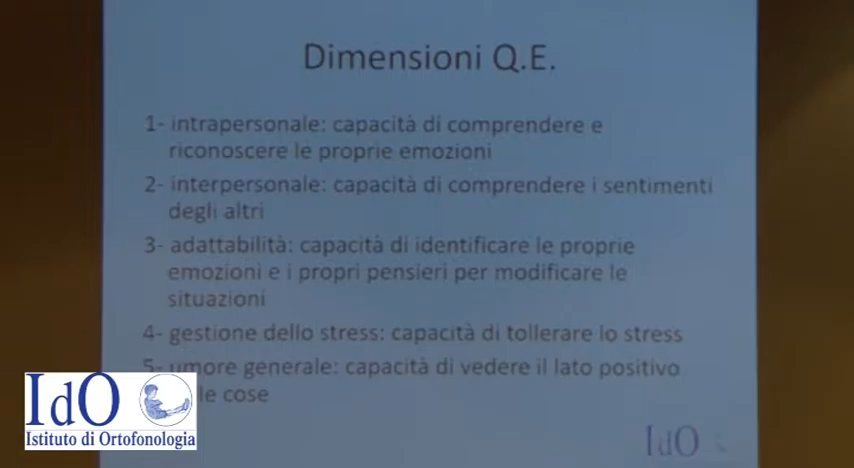 Dimensioni Q.E.
1- intrapersonale: capacità di comprendere e
riconoscere le proprie emozioni
2- interpersonale: capacità di comprendere i sentimenti
degli altri
3- adattabilità: capacità di identificare le proprie
emozioni e i propri pensieri per modificare le
situazioni
4- gestione dello stress: capacità di tollerare lo stress
5- umore generale: capacità di vedere il lato positivo
le cose
IdO
Istituto di Ortofonologia
IdO